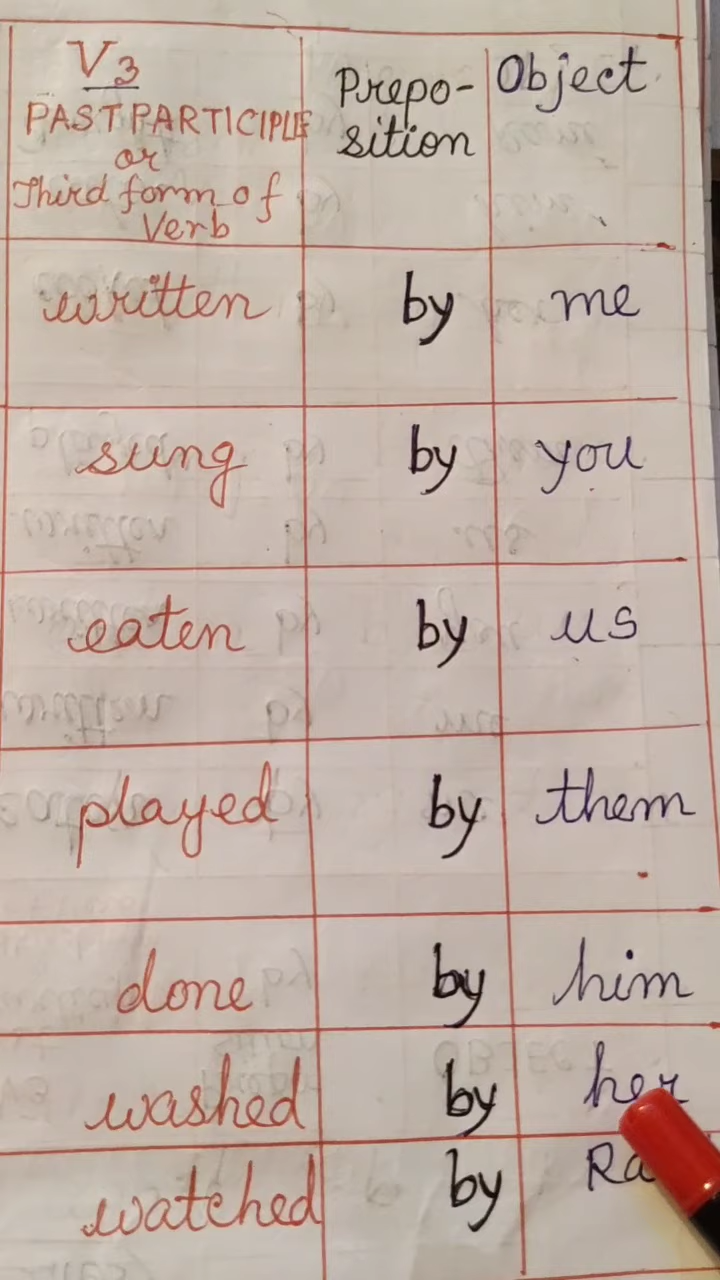 V3 Prepo- Object
PAST PARTICIPLE sition
or
Third form of
Verb
written by me
sung by you
eaten by us
played by them
done by him
washed by her
watched by